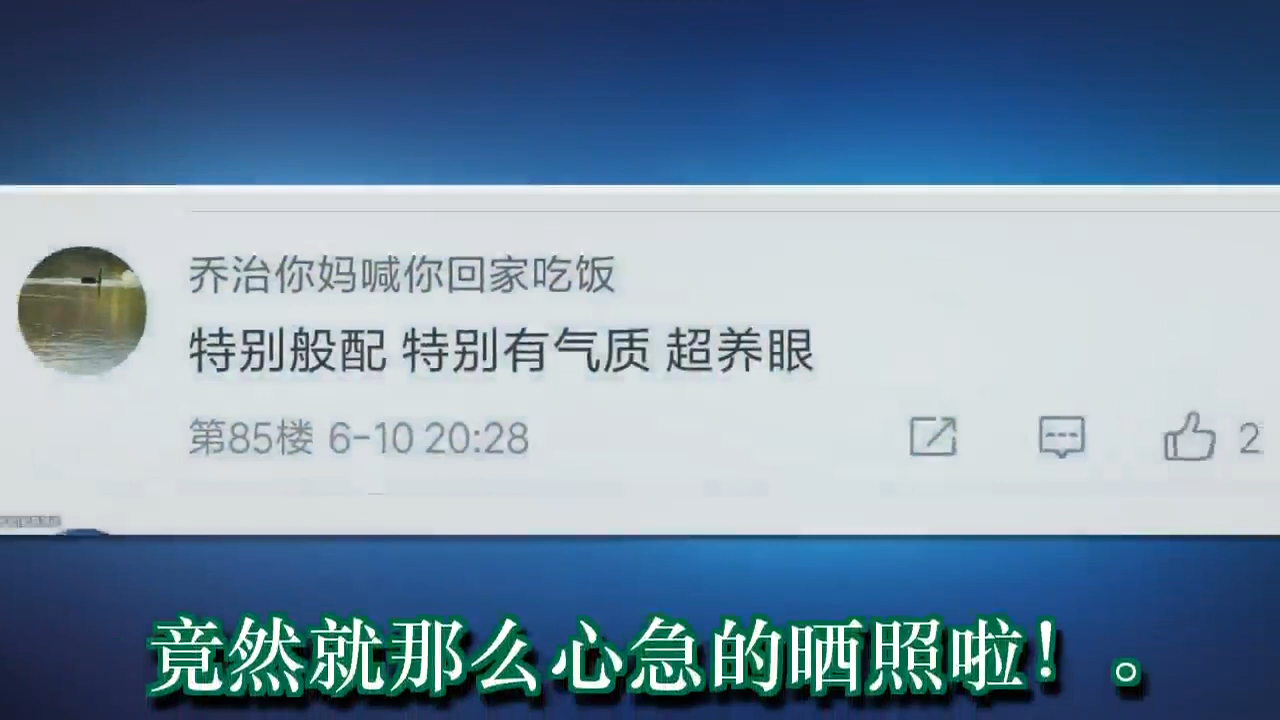 乔治你妈喊你回家吃饭
特别般配 特别有气质 超养眼
第85楼 6-10 20:28
2
竟然就那么心急的晒照啦！。